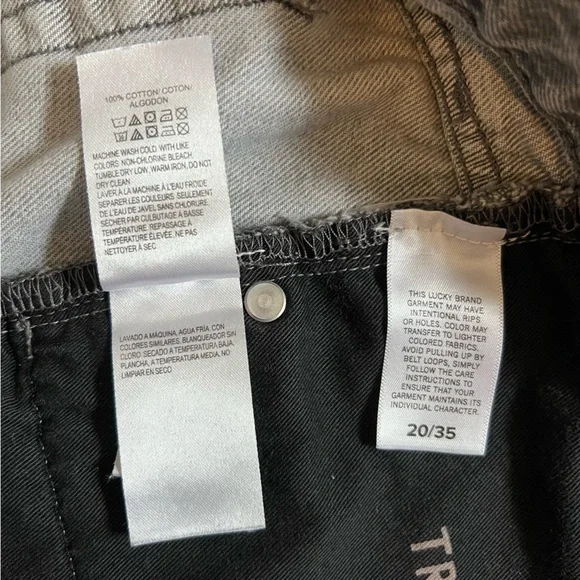 100% COTTON/ COTON/
ALGODON
MACHINE WASH COLD, WITH LIKE
COLORS. NON-CHLORINE BLEACH.
TUMBLE DRY LOW, WARM IRON, DO NOT
DRY CLEAN
LAVER À LA MACHINE À L'EAU FROIDE
SÉPARER LES COULEURS. SEULEMENT
DE L'EAU DE JAVEL SANS CHLORURE.
SÉCHER PAR CULBUTAGE A BASSE
TEMPÉRATURE. REPASSAGE À
TEMPÉRATURE ÉLEVÉE. NE PAS
NETTOYER À SEC
LAVADO A MÁQUINA, AGUA FRÍA, CON
COLORES SIMILARES. BLANQUEADOR SIN
CLORO. SECADO A TEMPERATURA BAJA,
PLANCHA, A TEMPERATURA MEDIA, NO
LIMPIAR EN SECO
THIS LUCKY BRAND
GARMENT MAY HAVE
INTENTIONAL RIPS
OR HOLES. COLOR MAY
TRANSFER TO LIGHTER
COLORED FABRICS.
AVOID PULLING UP BY
BELT LOOPS, SIMPLY
FOLLOW THE CARE
INSTRUCTIONS TO
ENSURE THAT YOUR
GARMENT MAINTAINS ITS
INDIVIDUAL CHARACTER.
20/35
TR